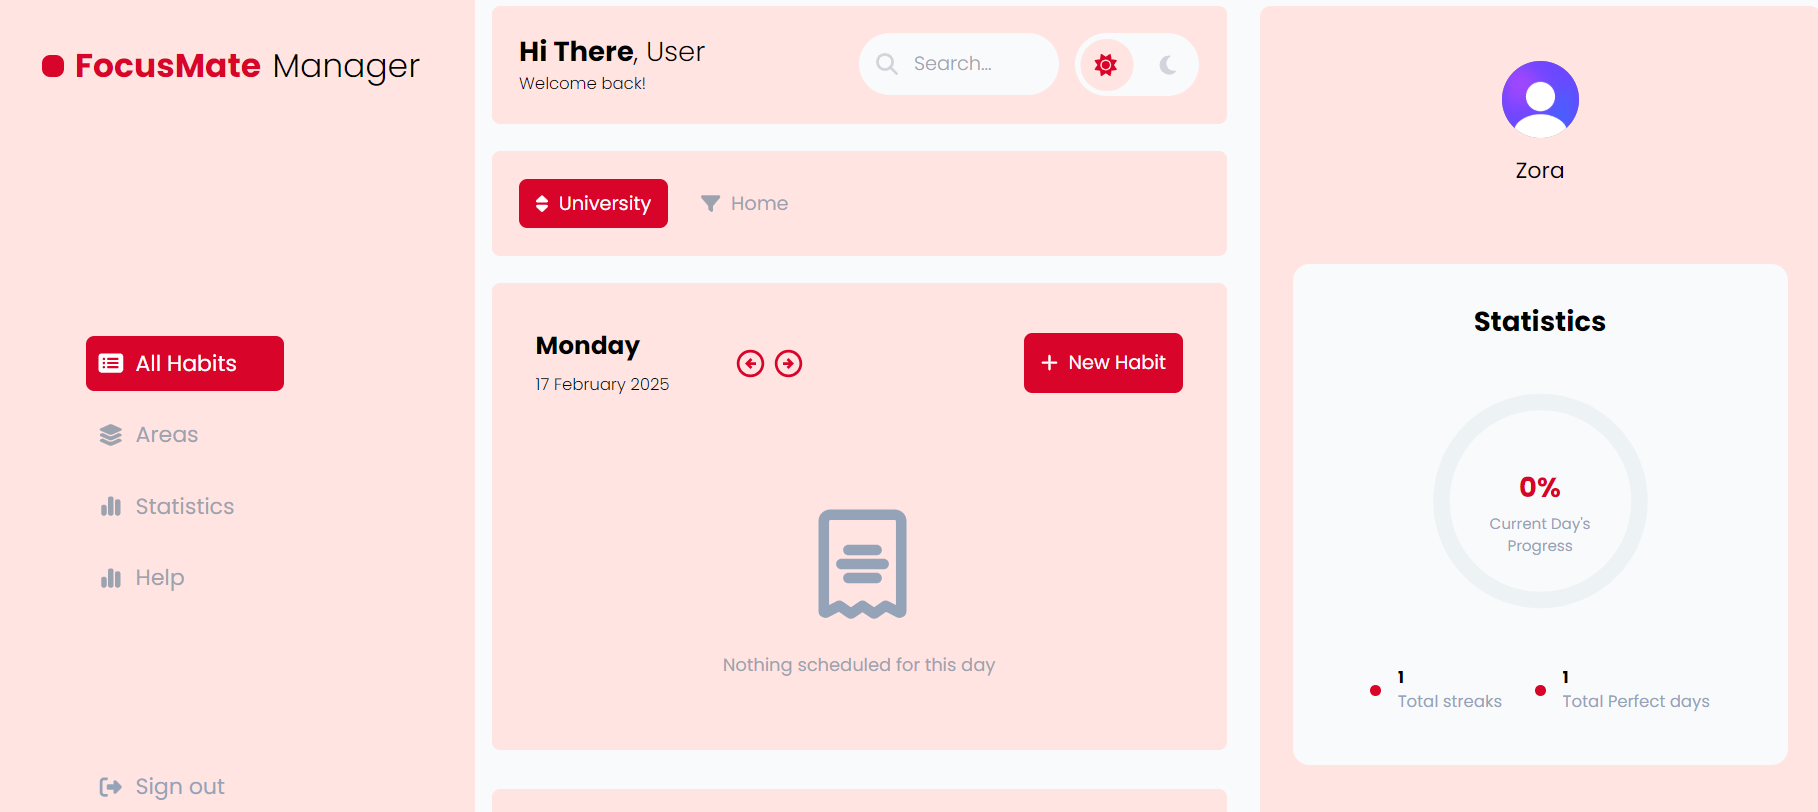 FocusMate Manager
All Habits
Areas
Statistics
Help
Sign out
Hi There, User
Welcome back!
Search...
University
Home
Monday
17 February 2025
New Habit
Nothing scheduled for this day
Zora
Statistics
0%
Current Day's
Progress
1
Total streaks
1
Total Perfect days